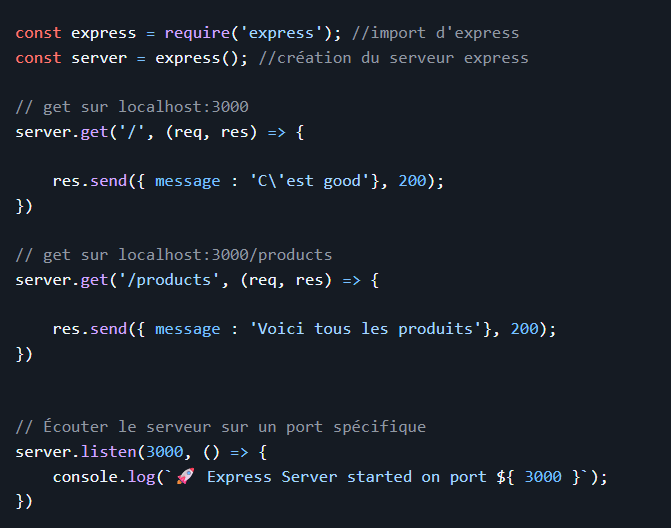 const express = require('express'); //import d'express
const server = express(); //création du serveur express
// get sur localhost:3000
server.get('/', (req, res) => {
res.send({ message : 'C\'est good'}, 200);
})
// get sur localhost:3000/products
server.get('/products', (req, res) => {
res.send({ message : 'Voici tous les produits'}, 200);
})
// Écouter le serveur sur un port spécifique
server.listen(3000, () => {
console.log(`🚀 Express Server started on port ${ 3000 }`);
})